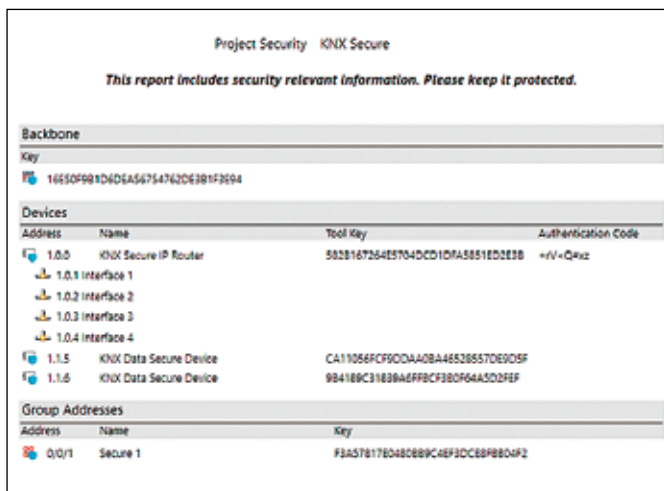 Project Security KNX Secure
This report includes security relevant information. Please keep it protected.
Backbone
Key
Devices
Address Name Tool Key Authentication Code
1.0.0 KNX Secure IP Router
1.0.1 Interface 1
1.0.2 Interface 2
1.0.3 Interface 3
1.0.4 Interface 4
1.1.5 KNX Data Secure Device
1.1.6 KNX Data Secure Device
Group Addresses
Address Name Key
0/0/1 Secure 1